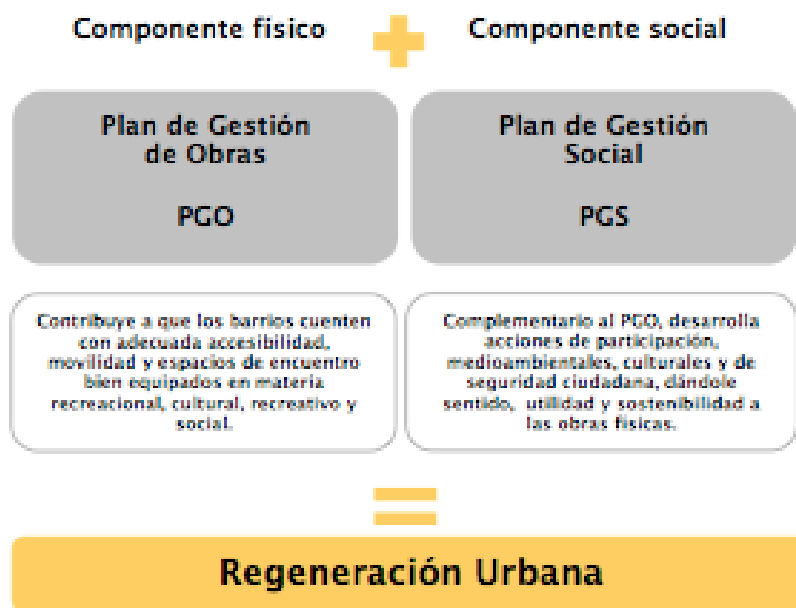 Componente físico + Componente social
Plan de Gestión
de Obras
PGO
Plan de Gestión
Social
PGS
Contribuye a que los barrios cuenten
con adecuada accesibilidad,
movilidad y espacios de encuentro
bien equipados en materia
recreacional, cultural, recreativo y
social.
Complementario al PGO, desarrolla
acciones de participación,
medioambientales, culturales y de
seguridad ciudadana, dándole
sentido, utilidad y sostenibilidad a
las obras físicas.
=
Regeneración Urbana